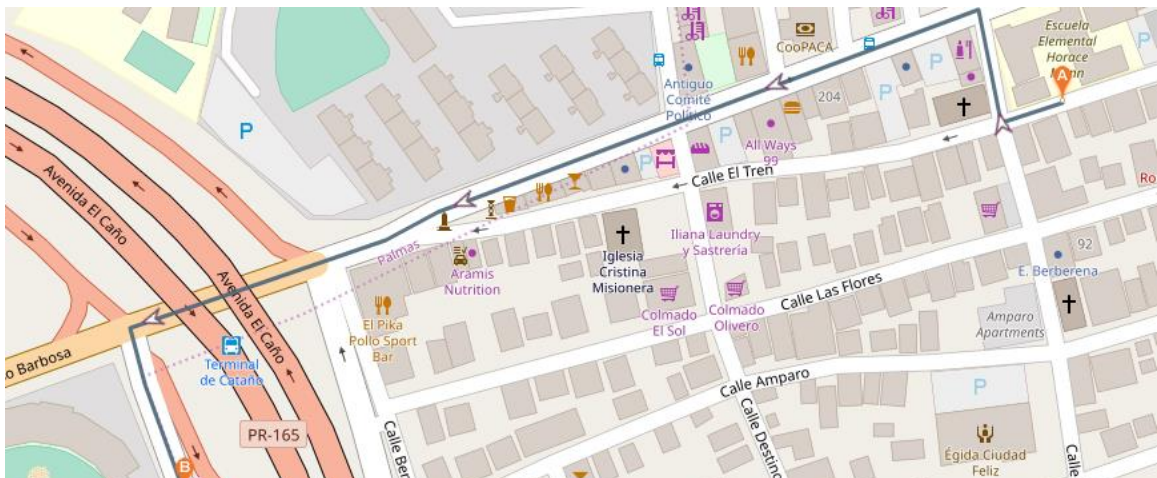 Escuela
Elemental
Horace
Mann
A
CooPACA
P
P
P
Antiguo
Comité
Político
204
P
P
P
P
All Ways
99
Calle El Tren
Avenida El Caño
Avenida El Caño
Palmas
Aramis
Nutrition
Iglesia
Cristina
Misionera
Iliana Laundry
y Sastrería
92
E. Berberena
Ro
Colmado
El Sol
Colmado
Olivero
Calle Las Flores
Amparo
Apartments
El Pika
Pollo Sport
Bar
o Barbosa
Terminal
de Cataño
Calle Amparo
P
PR-165
Calle Ber
Calle Destino
Calle
B
Égida Ciudad
Feliz